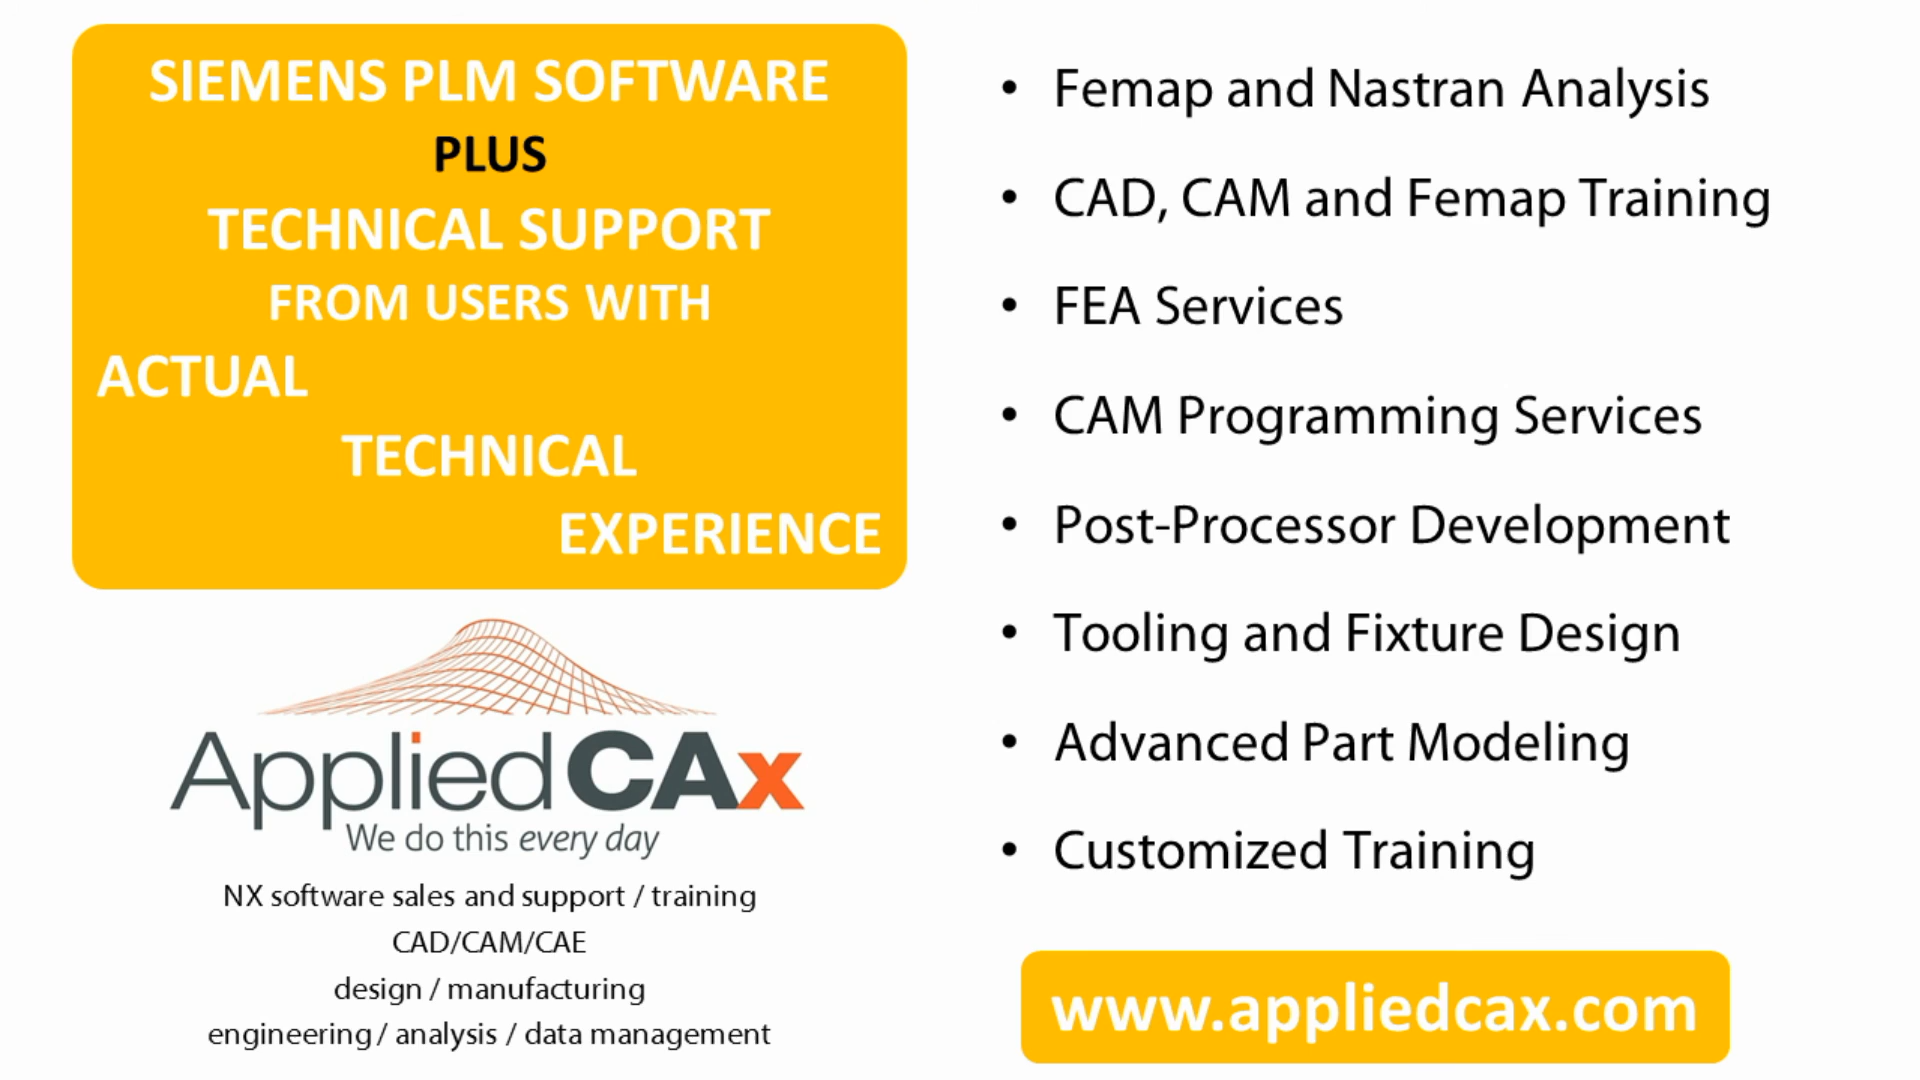 SIEMENS PLM SOFTWARE
PLUS
TECHNICAL SUPPORT
FROM USERS WITH
ACTUAL
TECHNICAL
EXPERIENCE
AppliedCAx
We do this every day
NX software sales and support / training
CAD/CAM/CAE
design / manufacturing
engineering / analysis / data management
• Femap and Nastran Analysis
• CAD, CAM and Femap Training
• FEA Services
• CAM Programming Services
• Post-Processor Development
• Tooling and Fixture Design
• Advanced Part Modeling
• Customized Training
www.appliedcax.com